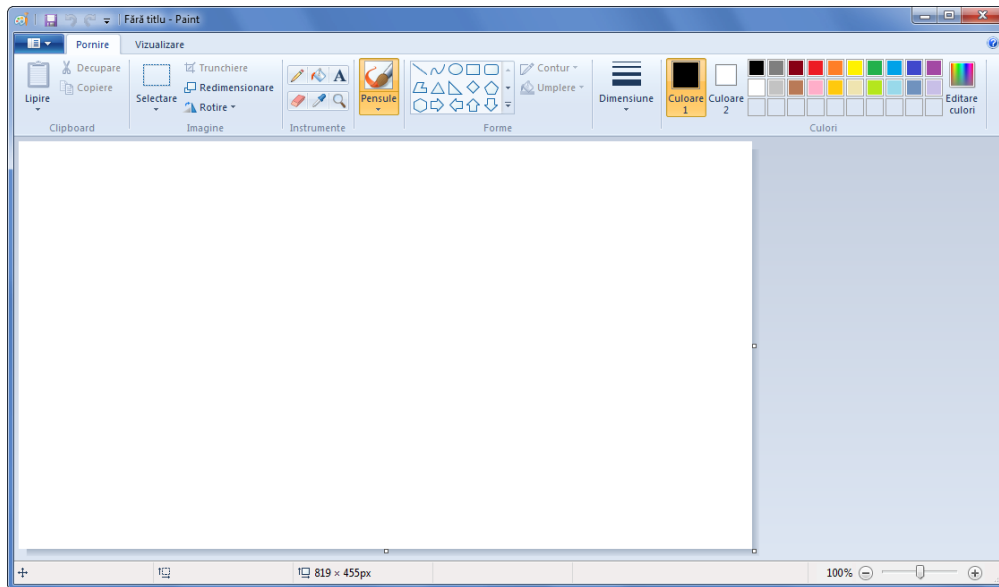 Fără titlu - Paint
Pornire Vizualizare
Lipire
Decupare
Copiere
Clipboard
Selectare
Trunchiere
Redimensionare
Rotire
Imagine
A
Instrumente
Pensule
Contur
Umplere
Forme
Dimensiune
Culoare
1
Culoare
2
Editare
culori
Culori
819 × 455px
100%